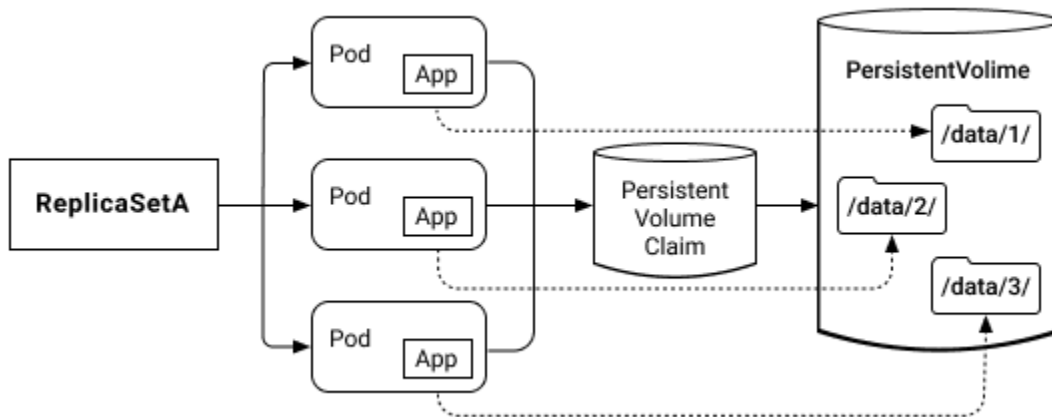 ReplicaSetA
Pod
App
Pod
App
Pod
App
Persistent
Volume
Claim
PersistentVolime
/data/1/
/data/2/
/data/3/